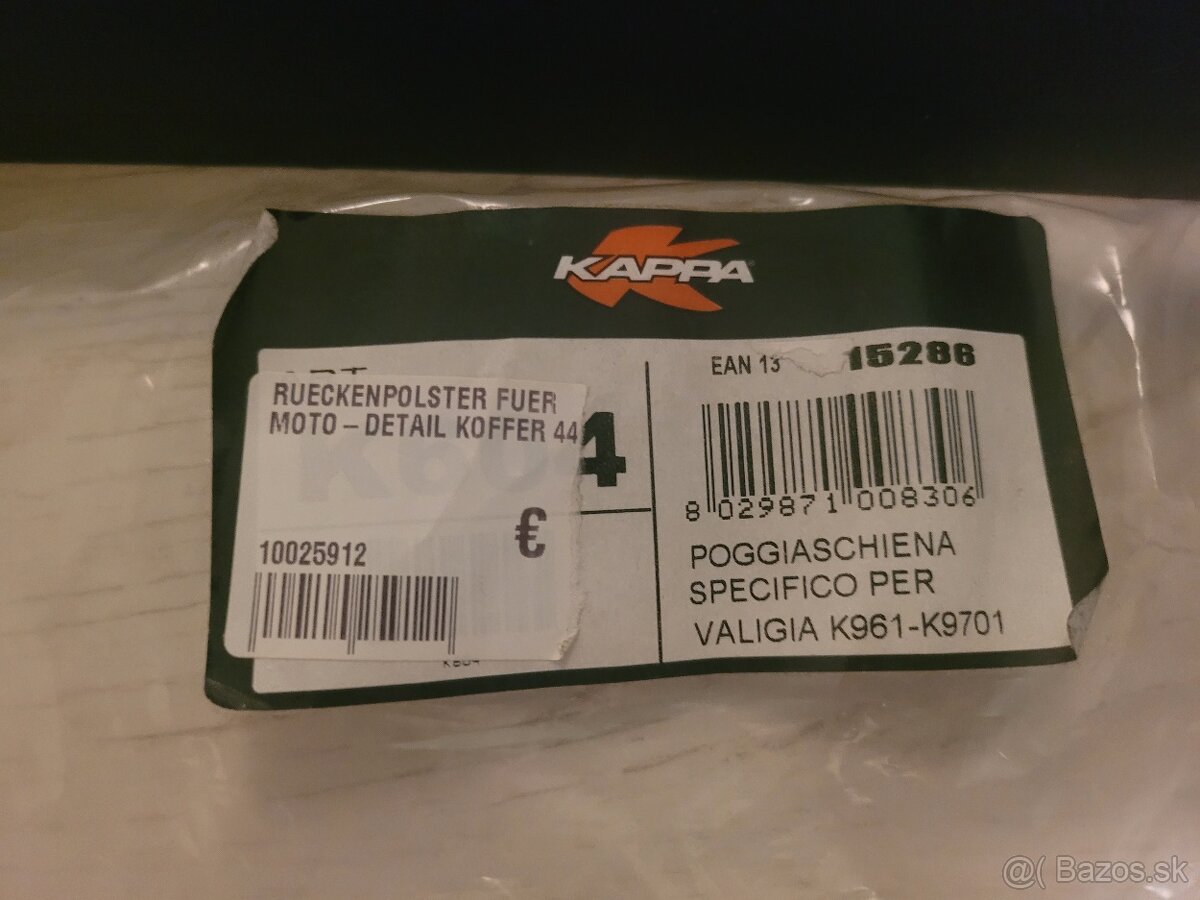 KAPPA
EAN 13 15286
RUECKENPOLSTER FUER
MOTO – DETAIL KOFFER 44
4
€
10025912
8 029871 008306
POGGIASCHIENA
SPECIFICO PER
VALIGIA K961-K9701
@( Bazos.sk